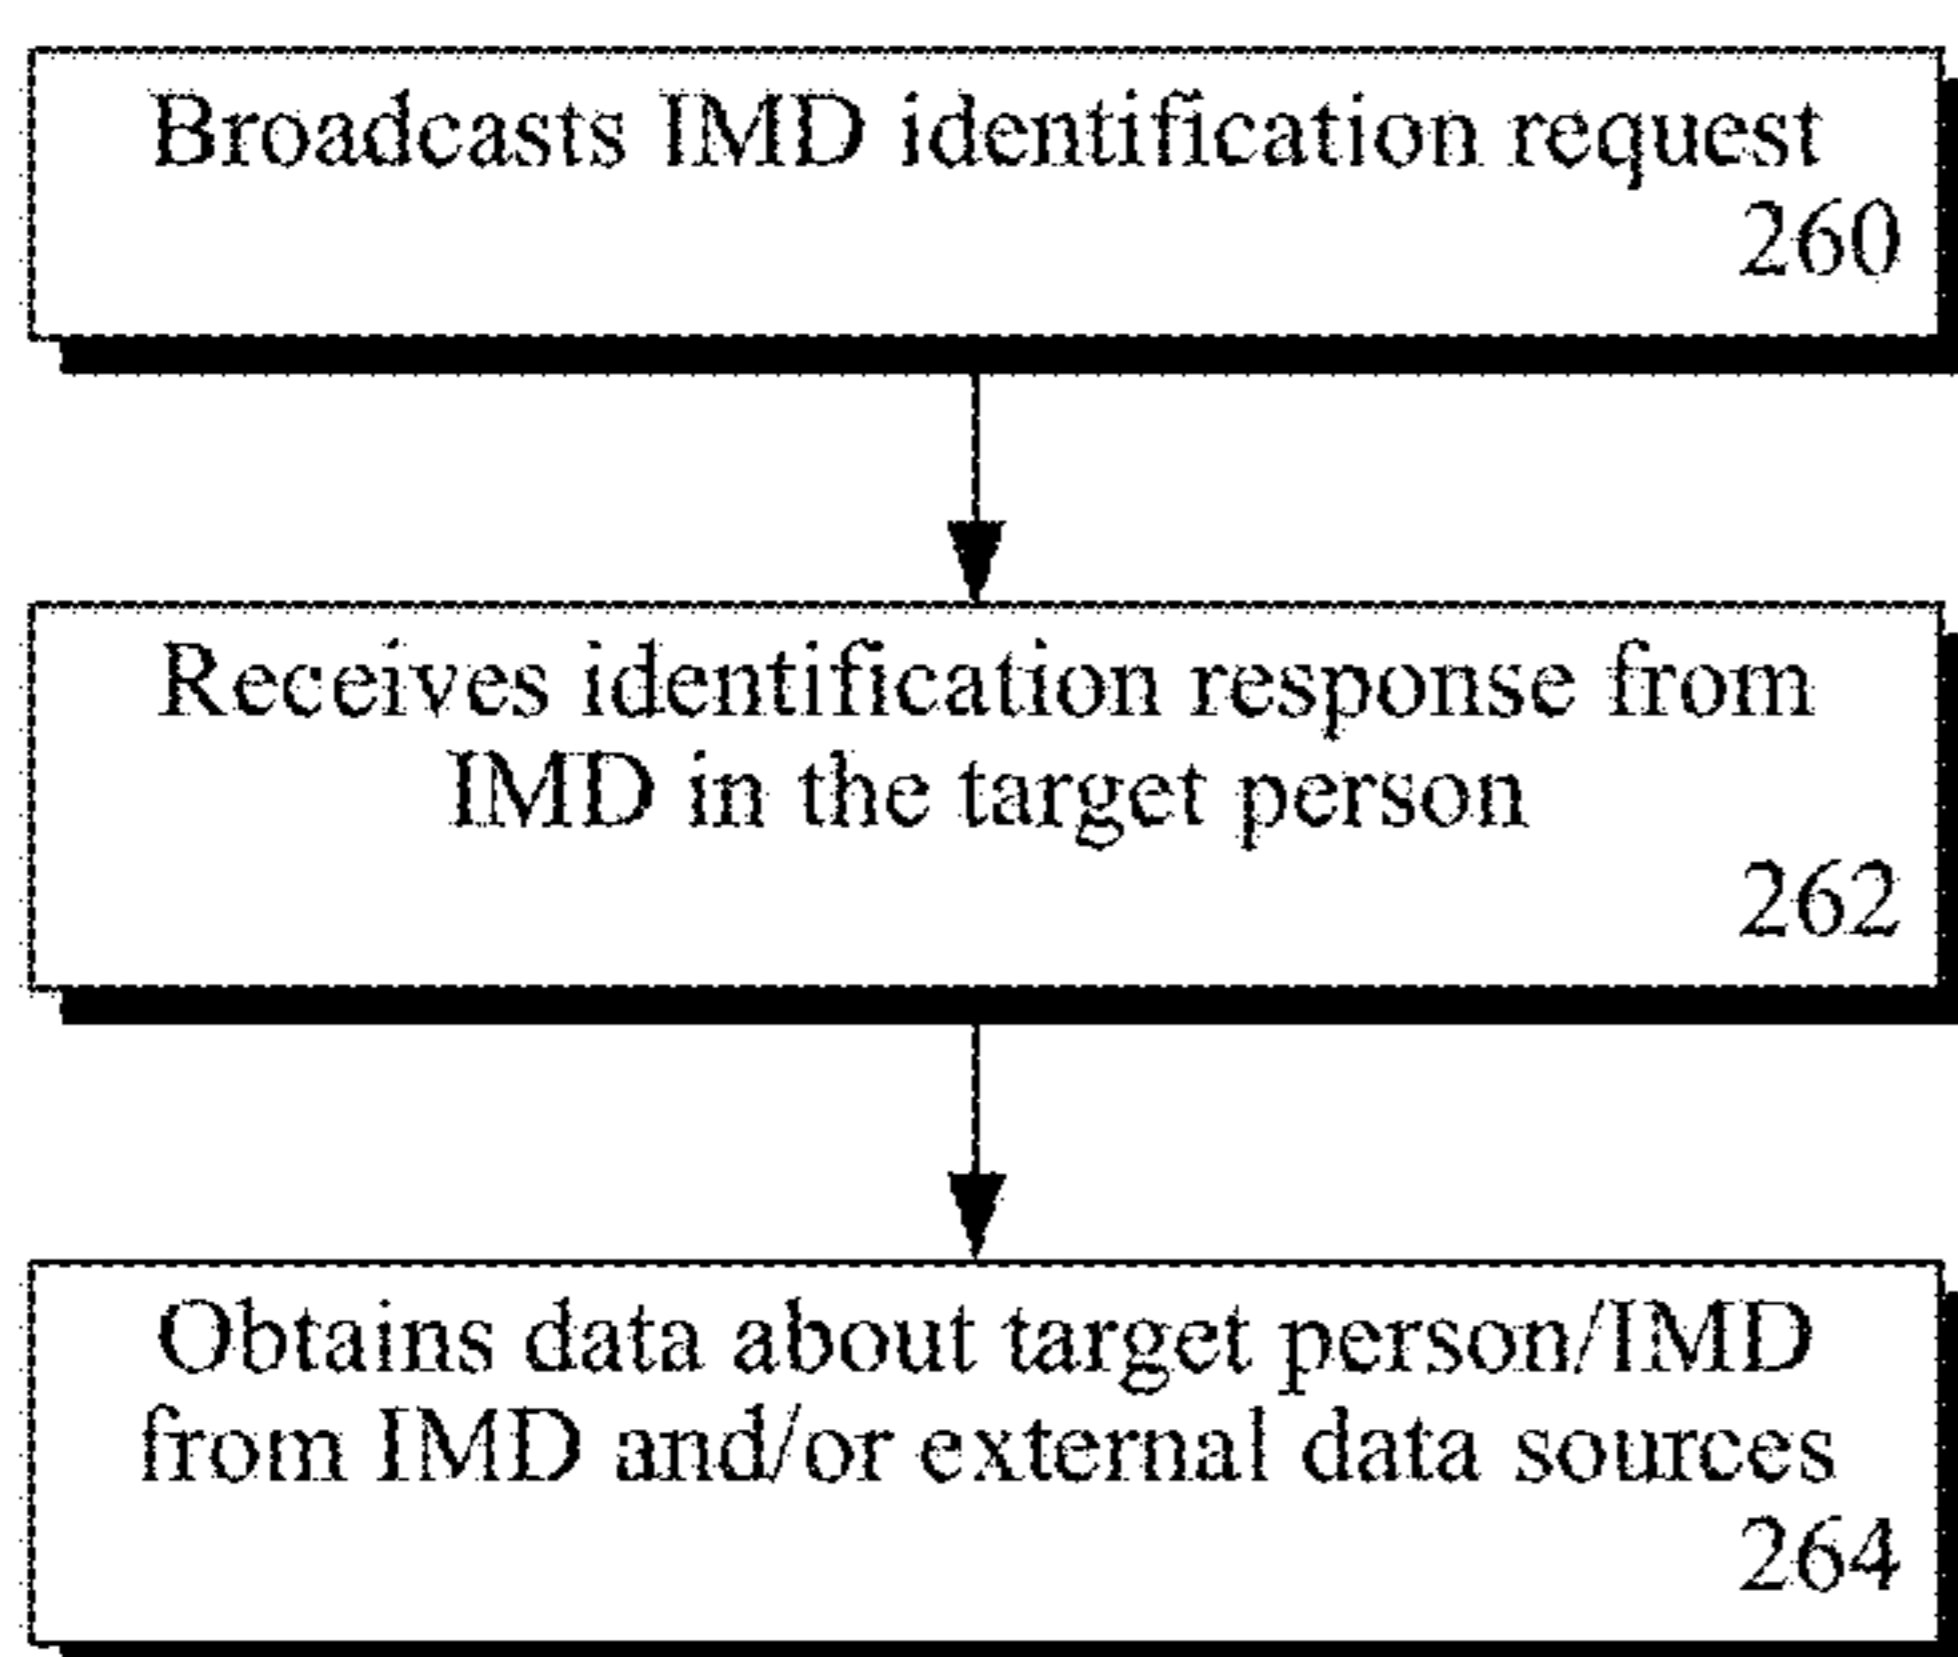 Broadcasts IMD identification request
260
Receives identification response from
IMD in the target person
262
Obtains data about target person/IMD
from IMD and/or external data sources
264